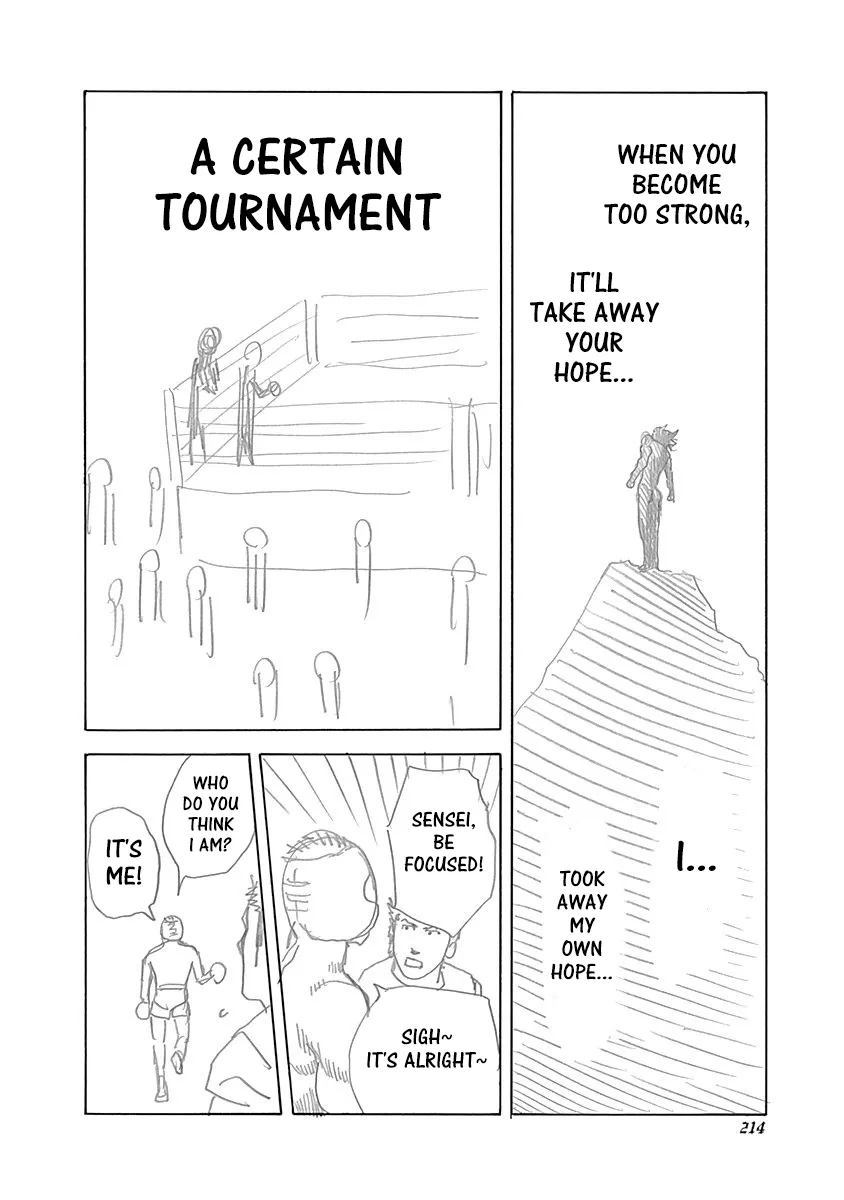 WHEN YOU
BECOME
TOO STRONG,
IT'LL
TAKE AWAY
YOUR
HOPE...
I...
TOOK
AWAY
MY
OWN
HOPE...
A CERTAIN
TOURNAMENT
SENSEI,
BE
FOCUSED!
SIGH~
IT'S ALRIGHT~
WHO
DO YOU
THINK
I AM?
IT'S
ME!
214